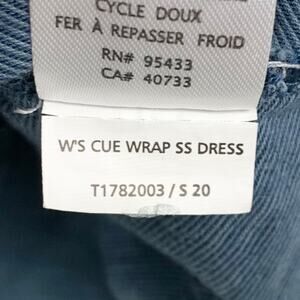 CYCLE DOUX
FER À REPASSER FROID
RN# 95433
CA# 40733
W'S CUE WRAP SS DRESS
T1782003 / S 20